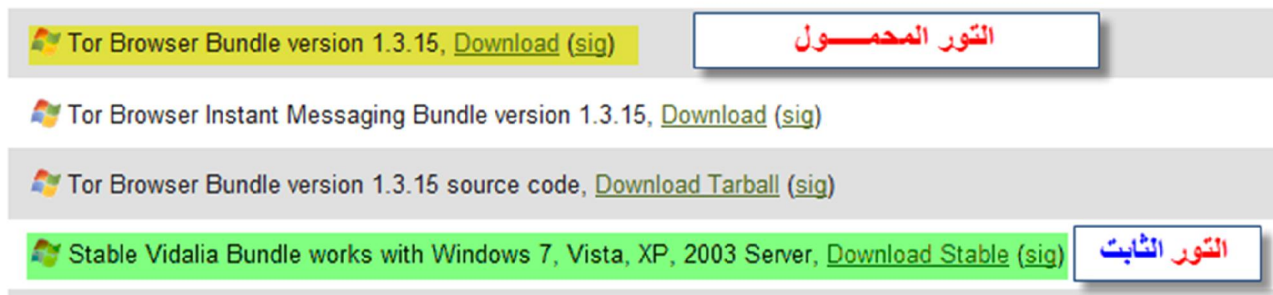 Tor Browser Bundle version 1.3.15, Download (sig)
التور المحمـــــول
Tor Browser Instant Messaging Bundle version 1.3.15, Download (sig)
Tor Browser Bundle version 1.3.15 source code, Download Tarball (sig)
Stable Vidalia Bundle works with Windows 7, Vista, XP, 2003 Server, Download Stable (sig)
التور الثابت